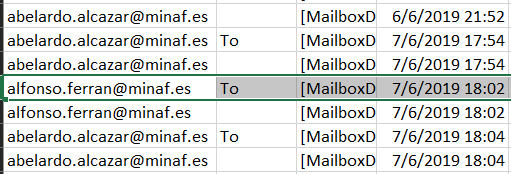 abelardo.alcazar@minaf.es [MailboxD 6/6/2019 21:52
abelardo.alcazar@minaf.es To [MailboxD 7/6/2019 17:54
abelardo.alcazar@minaf.es [MailboxD 7/6/2019 17:54
alfonso.ferran@minaf.es To [MailboxD 7/6/2019 18:02
alfonso.ferran@minaf.es [MailboxD 7/6/2019 18:02
abelardo.alcazar@minaf.es To [MailboxD 7/6/2019 18:04
abelardo.alcazar@minaf.es [MailboxD 7/6/2019 18:04